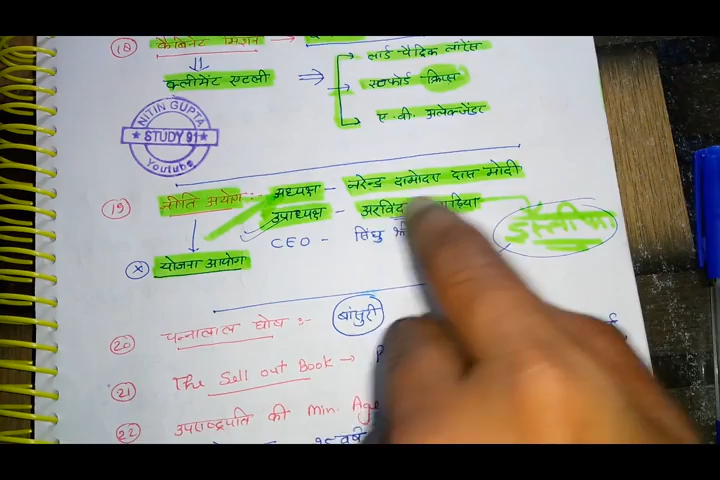 18 कैबिनेट मिशन →
क्लीमेंट एटली ⇒
लार्ड पैट्रिक लॉरेंस
स्टेफोर्ड क्रिप्स
ए.वी. अलेक्जेंडर
NITIN GUPTA
★ STUDY 91 ★
Youtube
19 नीति आयोग :- अध्यक्ष - नरेन्द्र दामोदर दास मोदी
उपाध्यक्ष - अरविंद
CEO - सिंधु
इस्तीफा
X योजना आयोग
20 पन्नालाल घोष :- बांसुरी
21 The Sell out Book → P
22 उपराष्ट्रपति की Min. Age